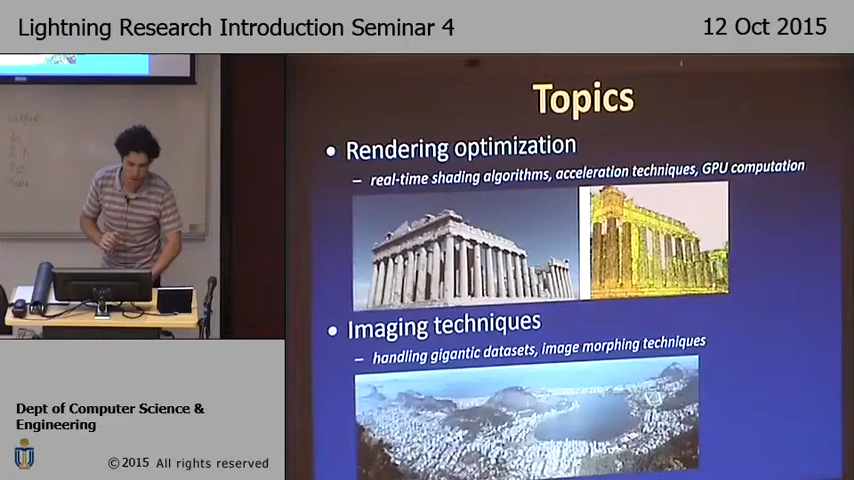 Lightning Research Introduction Seminar 4
12 Oct 2015
Topics
• Rendering optimization
– real-time shading algorithms, acceleration techniques, GPU computation
• Imaging techniques
– handling gigantic datasets, image morphing techniques
Dept of Computer Science &
Engineering
©2015 All rights reserved